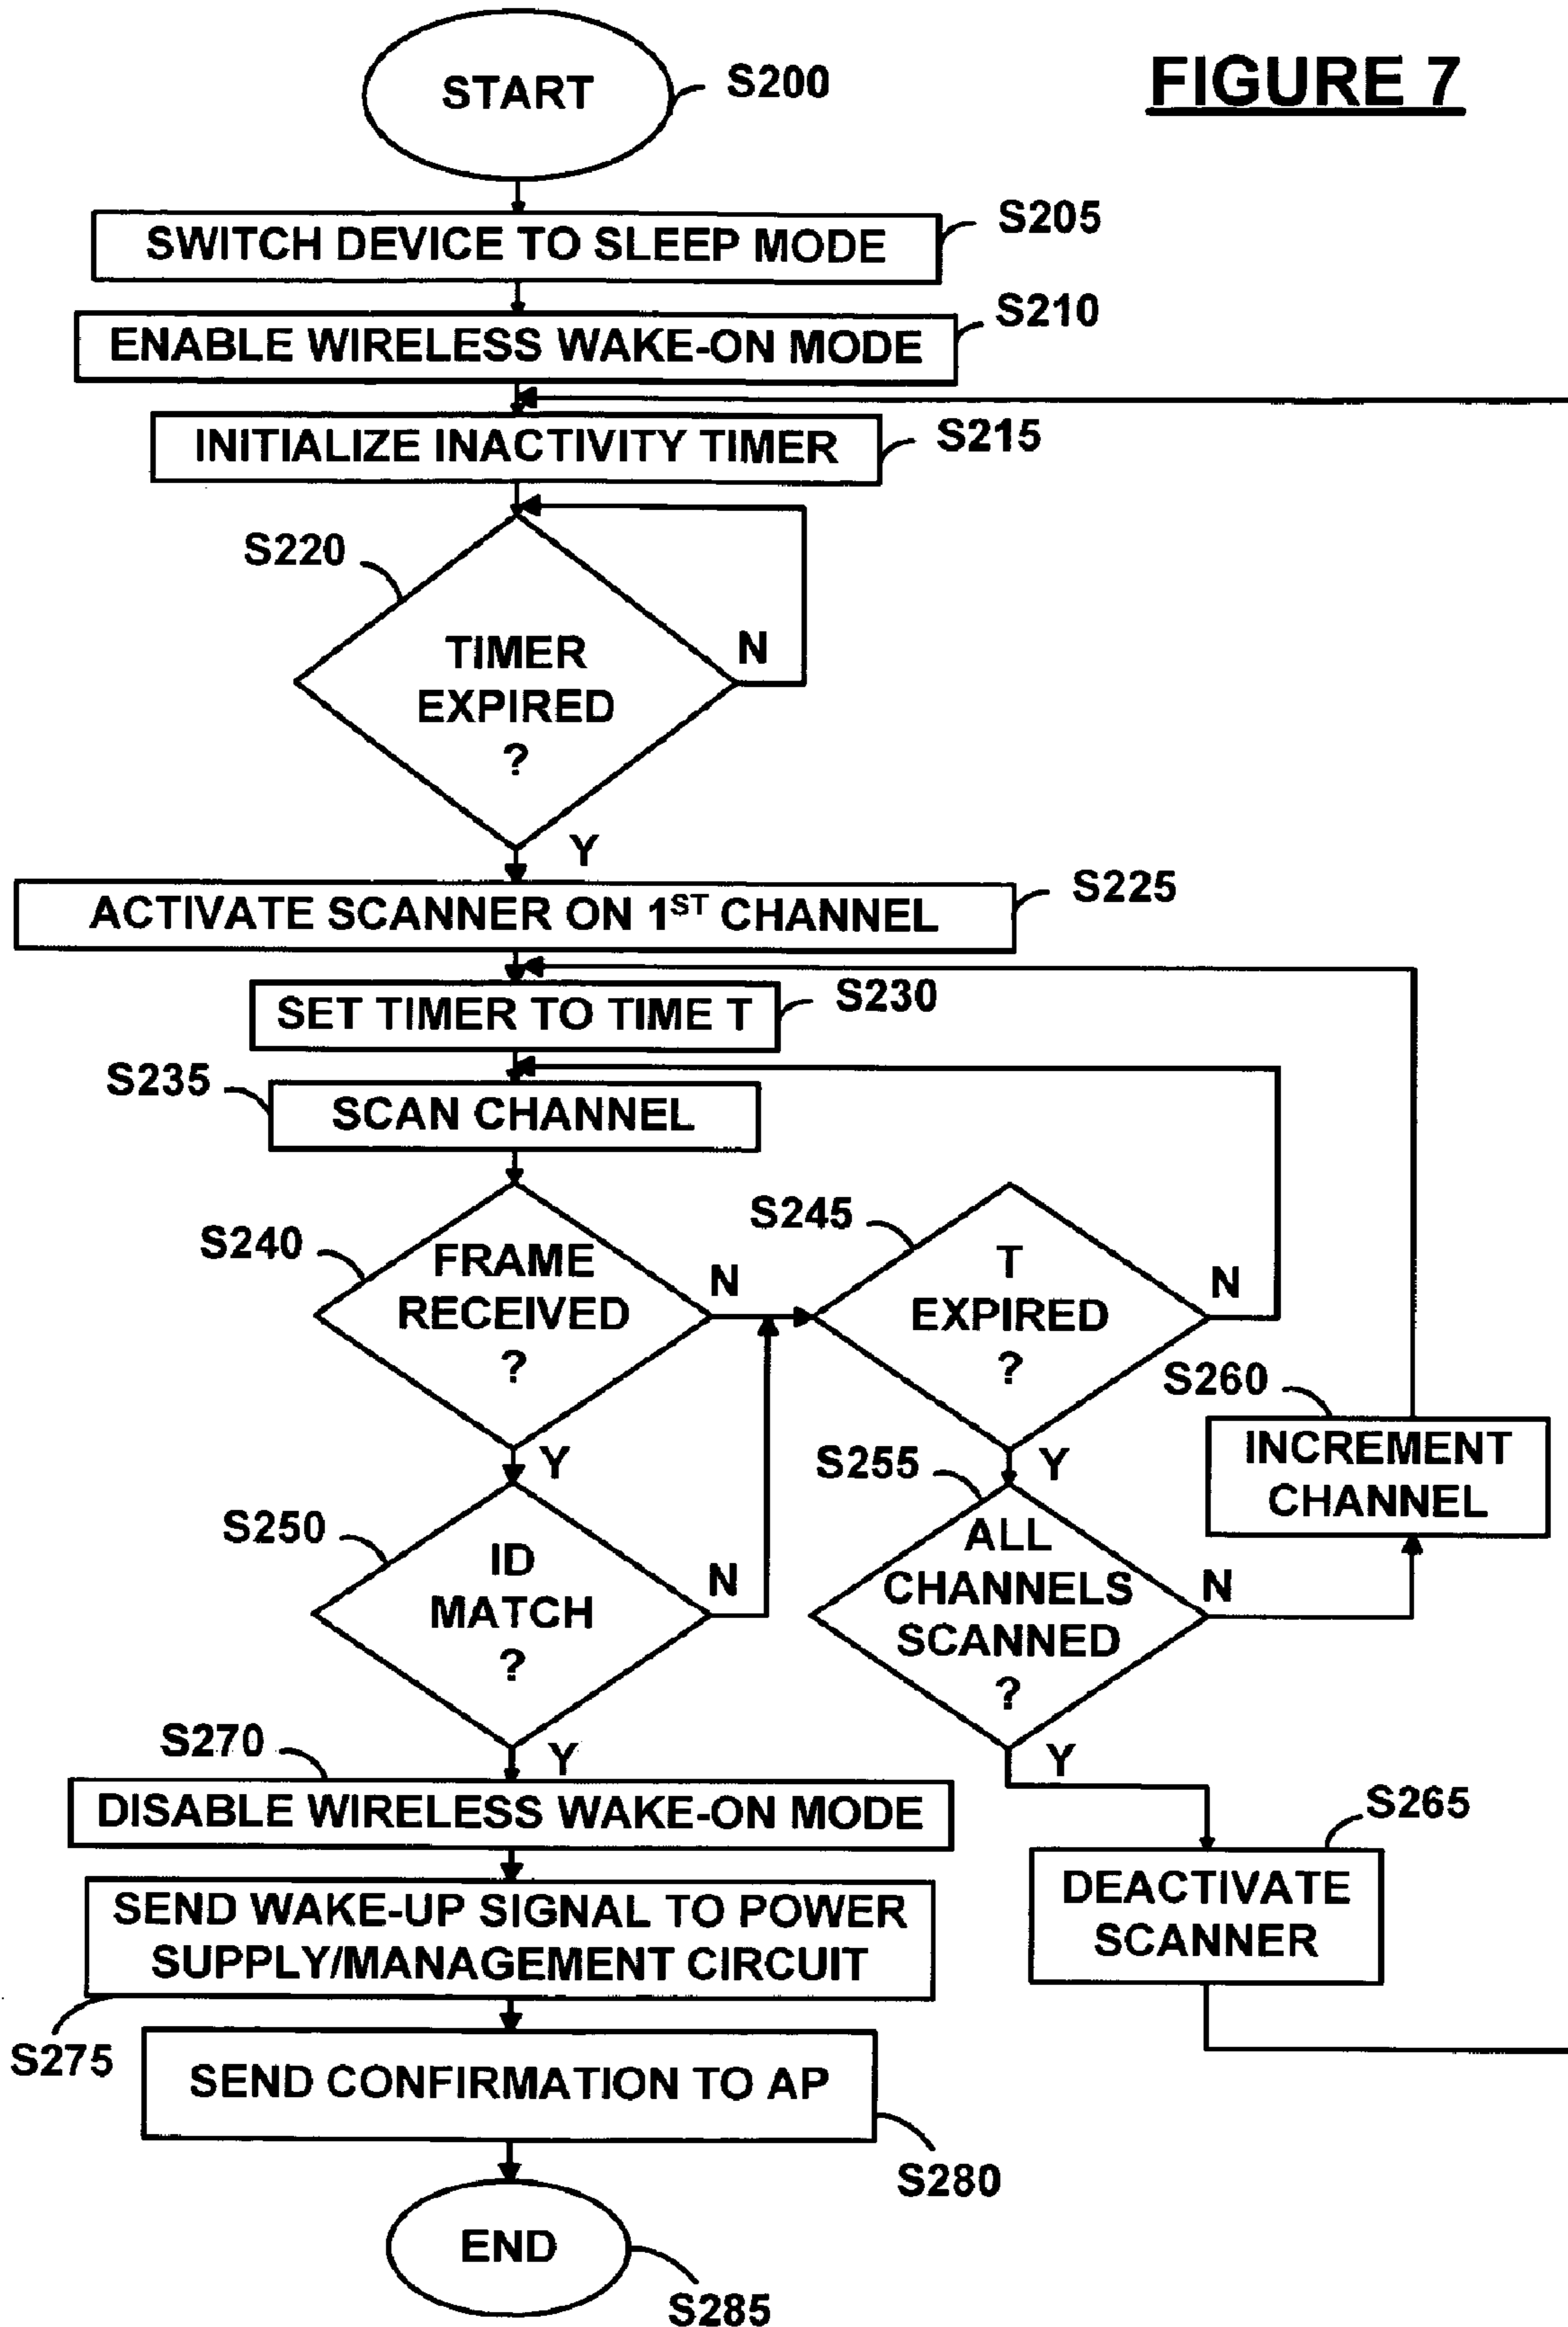 FIGURE 7
START
S200
SWITCH DEVICE TO SLEEP MODE
S205
ENABLE WIRELESS WAKE-ON MODE
S210
INITIALIZE INACTIVITY TIMER
S215
S220
TIMER
EXPIRED
?
N
Y
ACTIVATE SCANNER ON 1ST CHANNEL
S225
SET TIMER TO TIME T
S230
S235
SCAN CHANNEL
S240
FRAME
RECEIVED
?
N
Y
S245
T
EXPIRED
?
N
Y
S250
ID
MATCH
?
N
Y
S255
ALL
CHANNELS
SCANNED
?
N
Y
S260
INCREMENT
CHANNEL
S265
DEACTIVATE
SCANNER
S270
DISABLE WIRELESS WAKE-ON MODE
SEND WAKE-UP SIGNAL TO POWER
SUPPLY/MANAGEMENT CIRCUIT
S275
SEND CONFIRMATION TO AP
S280
END
S285